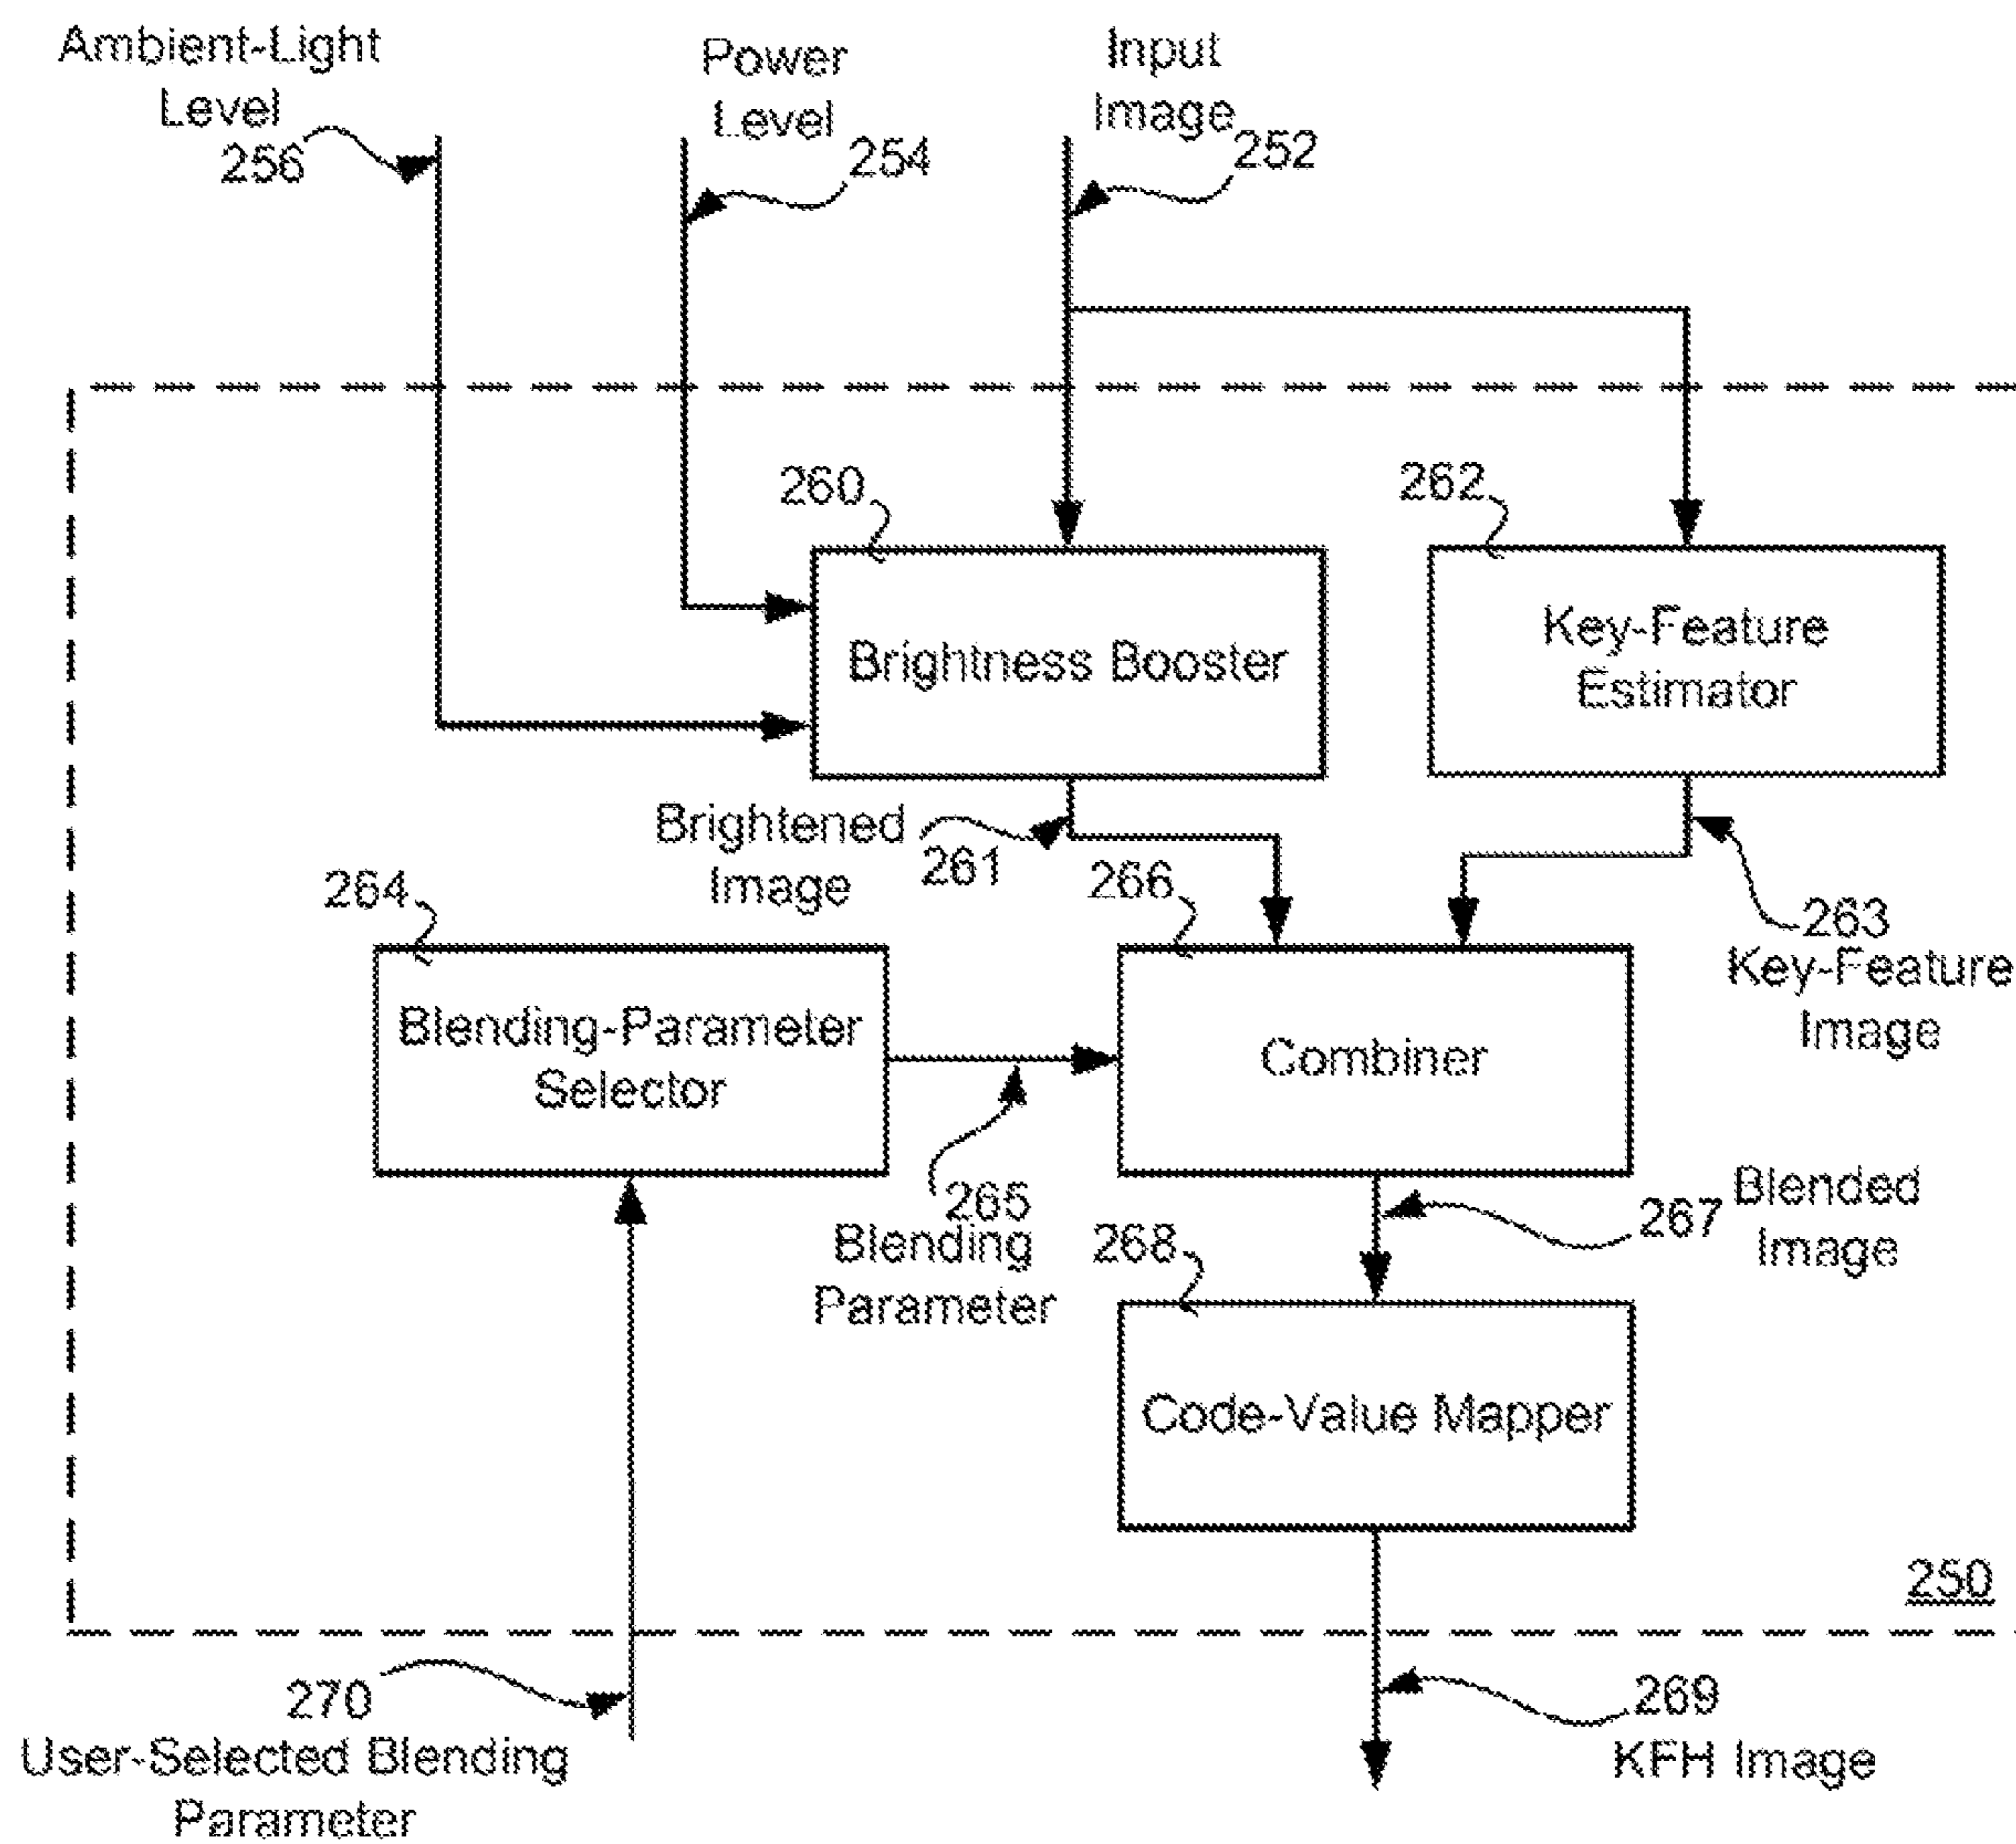 Ambient-Light
Level
256
Power
Level
254
Input
Image
252
260
262
Brightness Booster
Key-Feature
Estimator
Brightened
Image
261
264
266
263
Key-Feature
Image
Blending-Parameter
Selector
Combiner
265
Blending
Parameter
267
Blended
Image
268
Code-Value Mapper
250
270
User-Selected Blending
Parameter
269
KFH Image